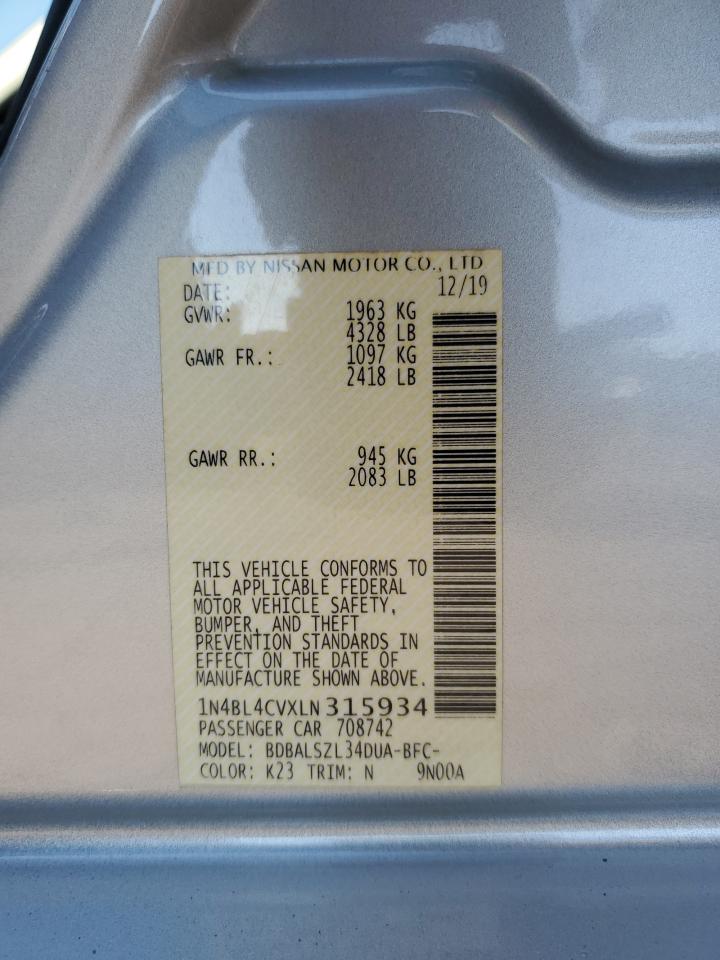 MFD BY NISSAN MOTOR CO., LTD
DATE: 12/19
GVWR: 1963 KG
4328 LB
GAWR FR.: 1097 KG
2418 LB
GAWR RR.: 945 KG
2083 LB
THIS VEHICLE CONFORMS TO
ALL APPLICABLE FEDERAL
MOTOR VEHICLE SAFETY,
BUMPER, AND THEFT
PREVENTION STANDARDS IN
EFFECT ON THE DATE OF
MANUFACTURE SHOWN ABOVE.
1N4BL4CVXLN315934
PASSENGER CAR 708742
MODEL: BDBALSZL34DUA-BFC-
COLOR: K23 TRIM: N 9N00A